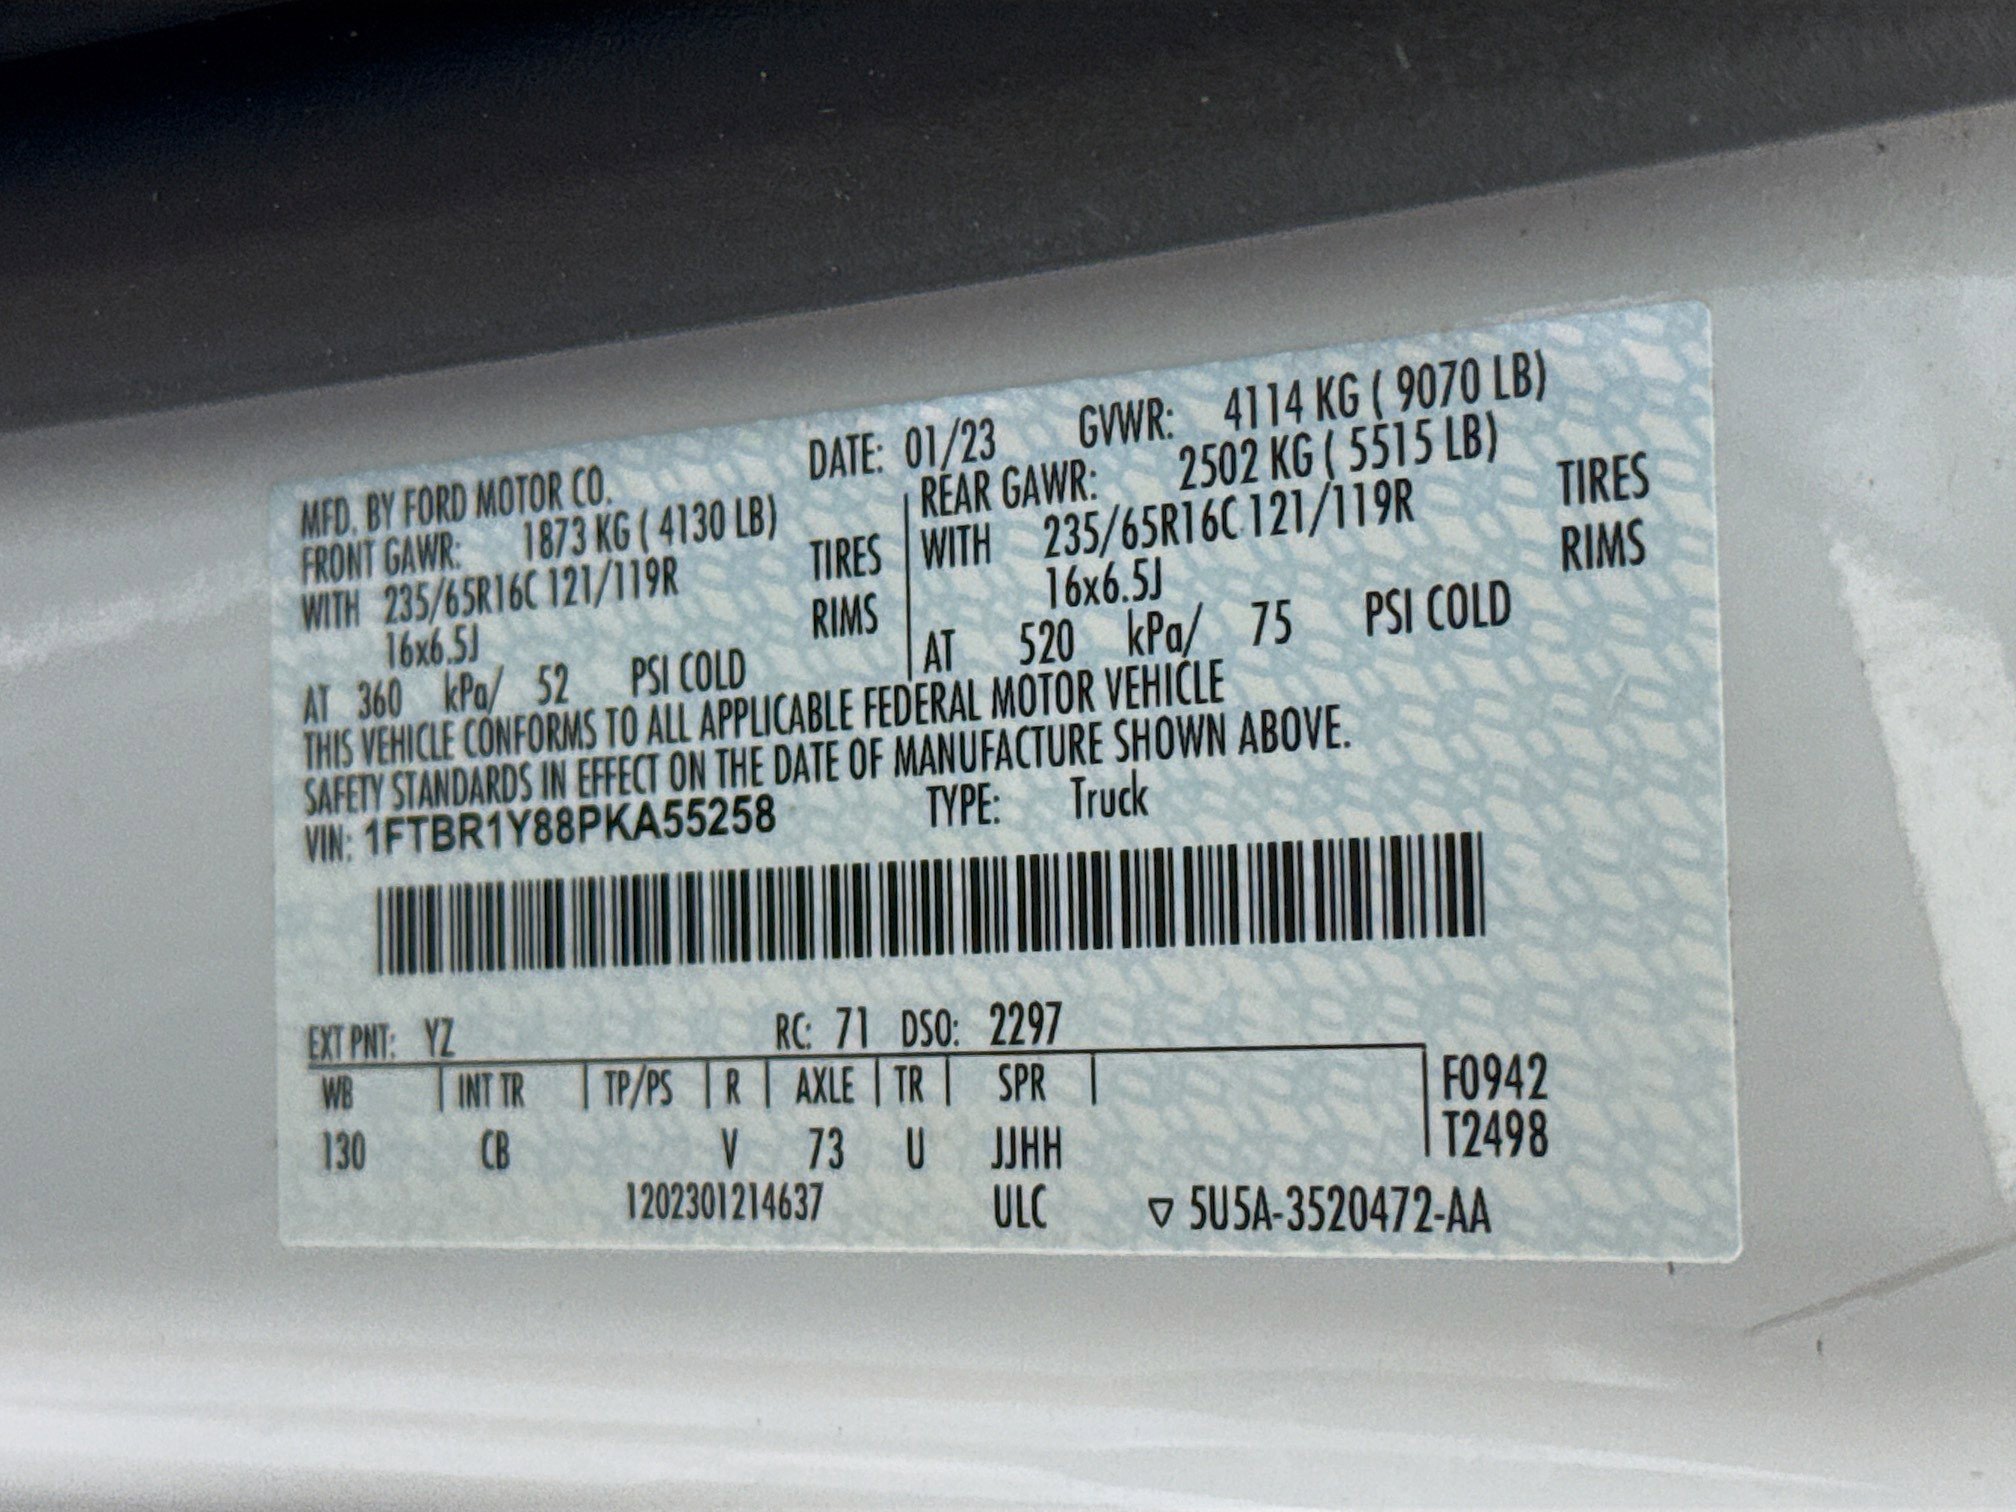 MFD. BY FORD MOTOR CO. DATE: 01/23 GVWR: 4114 KG ( 9070 LB)
FRONT GAWR: 1873 KG ( 4130 LB) REAR GAWR: 2502 KG ( 5515 LB)
WITH 235/65R16C 121/119R TIRES WITH 235/65R16C 121/119R TIRES
16x6.5J RIMS 16x6.5J RIMS
AT 360 kPa/ 52 PSI COLD AT 520 kPa/ 75 PSI COLD
THIS VEHICLE CONFORMS TO ALL APPLICABLE FEDERAL MOTOR VEHICLE
SAFETY STANDARDS IN EFFECT ON THE DATE OF MANUFACTURE SHOWN ABOVE.
VIN: 1FTBR1Y88PKA55258 TYPE: Truck
EXT PNT: YZ RC: 71 DSO: 2297
WB INT TR TP/PS R AXLE TR SPR F0942
T2498
130 CB V 73 U JJHH
1202301214637 ULC ▽ 5U5A-3520472-AA